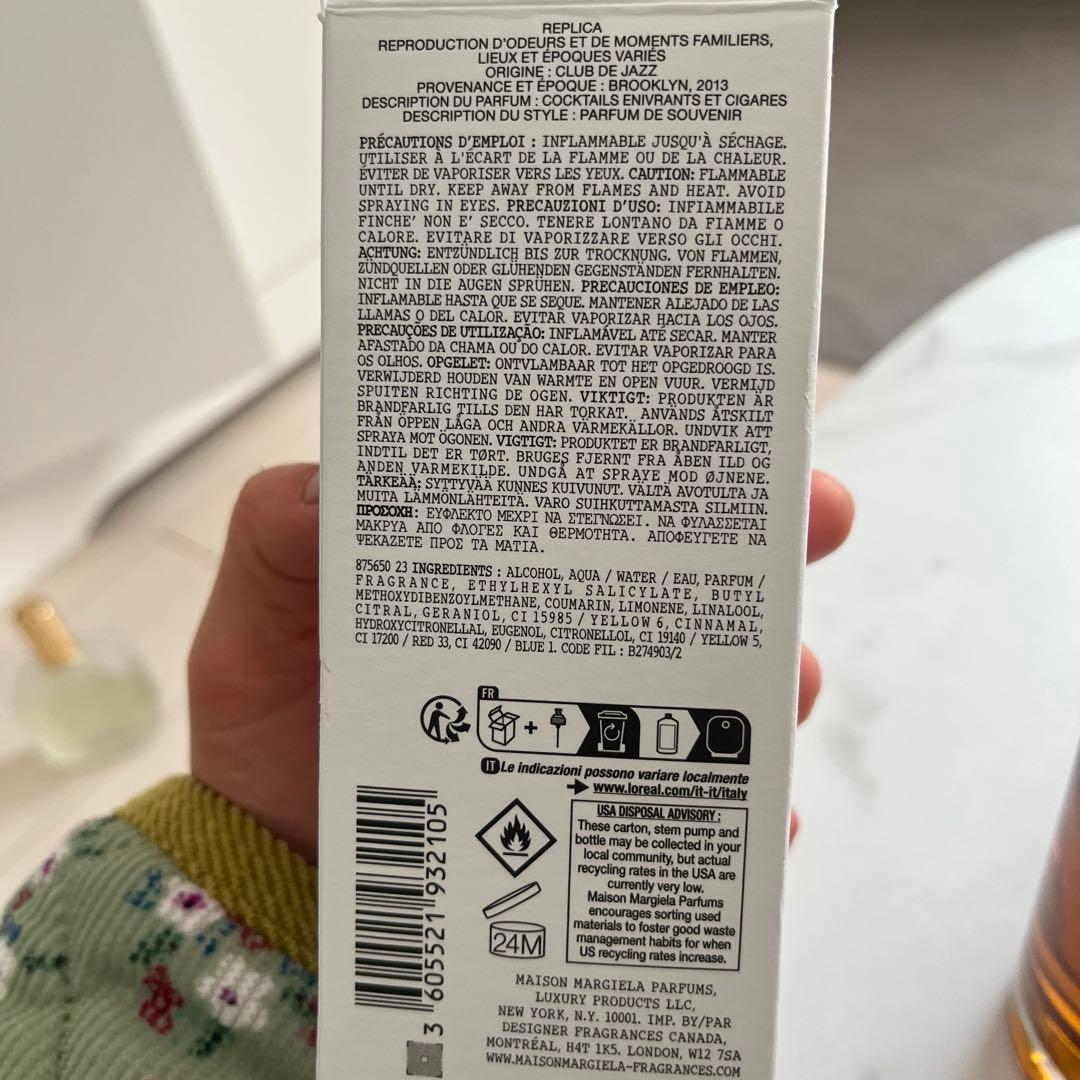 REPLICA
REPRODUCTION D'ODEURS ET DE MOMENTS FAMILIERS,
LIEUX ET ÉPOQUES VARIÉS
ORIGINE : CLUB DE JAZZ
PROVENANCE ET ÉPOQUE : BROOKLYN, 2013
DESCRIPTION DU PARFUM : COCKTAILS ENIVRANTS ET CIGARES
DESCRIPTION DU STYLE : PARFUM DE SOUVENIR
PRÉCAUTIONS D'EMPLOI : INFLAMMABLE JUSQU'À SÉCHAGE.
UTILISER À L'ÉCART DE LA FLAMME OU DE LA CHALEUR.
ÉVITER DE VAPORISER VERS LES YEUX. CAUTION: FLAMMABLE
UNTIL DRY. KEEP AWAY FROM FLAMES AND HEAT. AVOID
SPRAYING IN EYES. PRECAUZIONI D'USO: INFIAMMABILE
FINCHE' NON E' SECCO. TENERE LONTANO DA FIAMME O
CALORE. EVITARE DI VAPORIZZARE VERSO GLI OCCHI.
ACHTUNG: ENTZÜNDLICH BIS ZUR TROCKNUNG. VON FLAMMEN,
ZÜNDQUELLEN ODER GLÜHENDEN GEGENSTÄNDEN FERNHALTEN.
NICHT IN DIE AUGEN SPRÜHEN. PRECAUCIONES DE EMPLEO:
INFLAMABLE HASTA QUE SE SEQUE. MANTENER ALEJADO DE LAS
LLAMAS O DEL CALOR. EVITAR VAPORIZAR HACIA LOS OJOS.
PRECAUÇÕES DE UTILIZAÇÃO: INFLAMÁVEL ATÉ SECAR. MANTER
AFASTADO DA CHAMA OU DO CALOR. EVITAR VAPORIZAR PARA
OS OLHOS. OPGELET: ONTVLAMBAAR TOT HET OPGEDROOGD IS.
VERWIJDERD HOUDEN VAN WARMTE EN OPEN VUUR. VERMIJD
SPUITEN RICHTING DE OGEN. VIKTIGT: PRODUKTEN ÄR
BRANDFARLIG TILLS DEN HAR TORKAT. ANVÄNDS ÅTSKILT
FRÅN ÖPPEN LÅGA OCH ANDRA VÄRMEKÄLLOR. UNDVIK ATT
SPRAYA MOT ÖGONEN. VIGTIGT: PRODUKTET ER BRANDFARLIGT,
INDTIL DET ER TØRT. BRUGES FJERNT FRA ÅBEN ILD OG
ANDEN VARMEKILDE. UNDGÅ AT SPRAYE MOD ØJNENE.
TÄRKEÄÄ: SYTTYVÄÄ KUNNES KUIVUNUT. VÄLTÄ AVOTULTA JA
MUITA LÄMMÖNLÄHTEITÄ. VARO SUIHKUTTAMASTA SILMIIN.
ΠΡΟΣΟΧΗ: ΕΥΦΛΕΚΤΟ ΜΕΧΡΙ ΝΑ ΣΤΕΓΝΩΣΕΙ. ΝΑ ΦΥΛΑΣΣΕΤΑΙ
ΜΑΚΡΥΑ ΑΠΟ ΦΛΟΓΕΣ ΚΑΙ ΘΕΡΜΟΤΗΤΑ. ΑΠΟΦΕΥΓΕΤΕ ΝΑ
ΨΕΚΑΖΕΤΕ ΠΡΟΣ ΤΑ ΜΑΤΙΑ.
875650 23 INGREDIENTS : ALCOHOL, AQUA / WATER / EAU, PARFUM /
FRAGRANCE, ETHYLHEXYL SALICYLATE, BUTYL
METHOXYDIBENZOYLMETHANE, COUMARIN, LIMONENE, LINALOOL,
CITRAL, GERANIOL, CI 15985 / YELLOW 6, CINNAMAL,
HYDROXYCITRONELLAL, EUGENOL, CITRONELLOL, CI 19140 / YELLOW 5,
CI 17200 / RED 33, CI 42090 / BLUE 1. CODE FIL : B274903/2
FR
+
IT Le indicazioni possono variare localmente
www.loreal.com/it-it/italy
USA DISPOSAL ADVISORY :
These carton, stem pump and
bottle may be collected in your
local community, but actual
recycling rates in the USA are
currently very low.
Maison Margiela Parfums
encourages sorting used
materials to foster good waste
management habits for when
US recycling rates increase.
24M
3 605521 932105
MAISON MARGIELA PARFUMS,
LUXURY PRODUCTS LLC,
NEW YORK, N.Y. 10001. IMP. BY/PAR
DESIGNER FRAGRANCES CANADA,
MONTRÉAL, H4T 1K5. LONDON, W12 7SA
WWW.MAISONMARGIELA-FRAGRANCES.COM